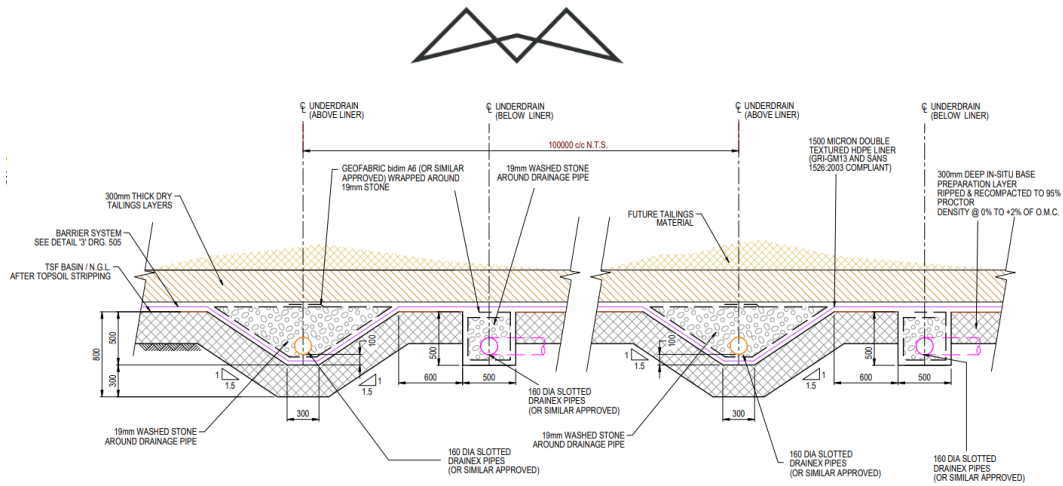 ℄ UNDERDRAIN
(ABOVE LINER)
℄ UNDERDRAIN
(BELOW LINER)
℄ UNDERDRAIN
(ABOVE LINER)
℄ UNDERDRAIN
(BELOW LINER)
100000 c/c N.T.S.
1500 MICRON DOUBLE
TEXTURED HDPE LINER
(GRI-GM13 AND SANS
1526:2003 COMPLIANT)
GEOFABRIC bidim A6 (OR SIMILAR
APPROVED) WRAPPED AROUND
19mm STONE
19mm WASHED STONE
AROUND DRAINAGE PIPE
300mm DEEP IN-SITU BASE
PREPARATION LAYER
RIPPED & RECOMPACTED TO 95%
PROCTOR
DENSITY @ 0% TO +2% OF O.M.C.
300mm THICK DRY
TAILINGS LAYERS
FUTURE TAILINGS
MATERIAL
BARRIER SYSTEM
SEE DETAIL '3' DRG. 505
TSF BASIN / N.G.L.
AFTER TOPSOIL STRIPPING
800
500
300
100
500
100
500
1
1.5
1
1.5
600
500
300
1
1.5
1
1.5
600
500
300
160 DIA SLOTTED
DRAINEX PIPES
(OR SIMILAR APPROVED)
19mm WASHED STONE
AROUND DRAINAGE PIPE
19mm WASHED STONE
AROUND DRAINAGE PIPE
160 DIA SLOTTED
DRAINEX PIPES
(OR SIMILAR APPROVED)
160 DIA SLOTTED
DRAINEX PIPES
(OR SIMILAR APPROVED)
160 DIA SLOTTED
DRAINEX PIPES
(OR SIMILAR APPROVED)